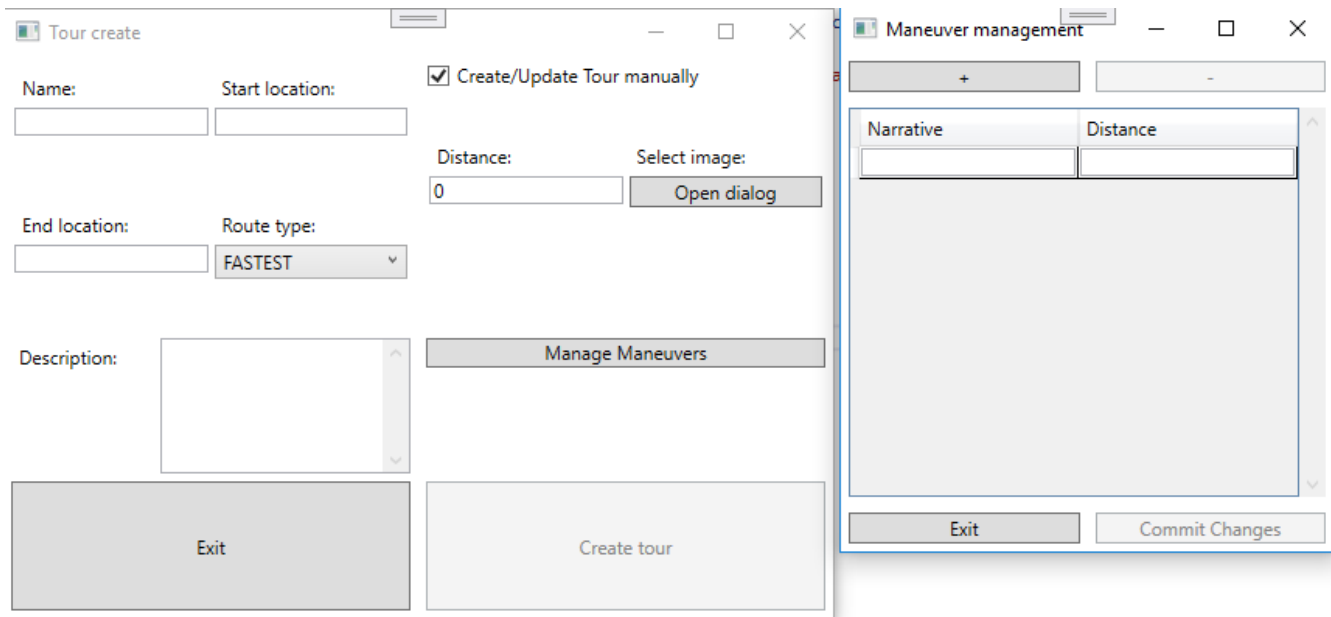 Tour create
Create/Update Tour manually
Name:
Start location:
Distance:
Select image:
0
Open dialog
End location:
Route type:
FASTEST
Description:
Manage Maneuvers
Exit
Create tour
Maneuver management
+
-
Narrative
Distance
Exit
Commit Changes